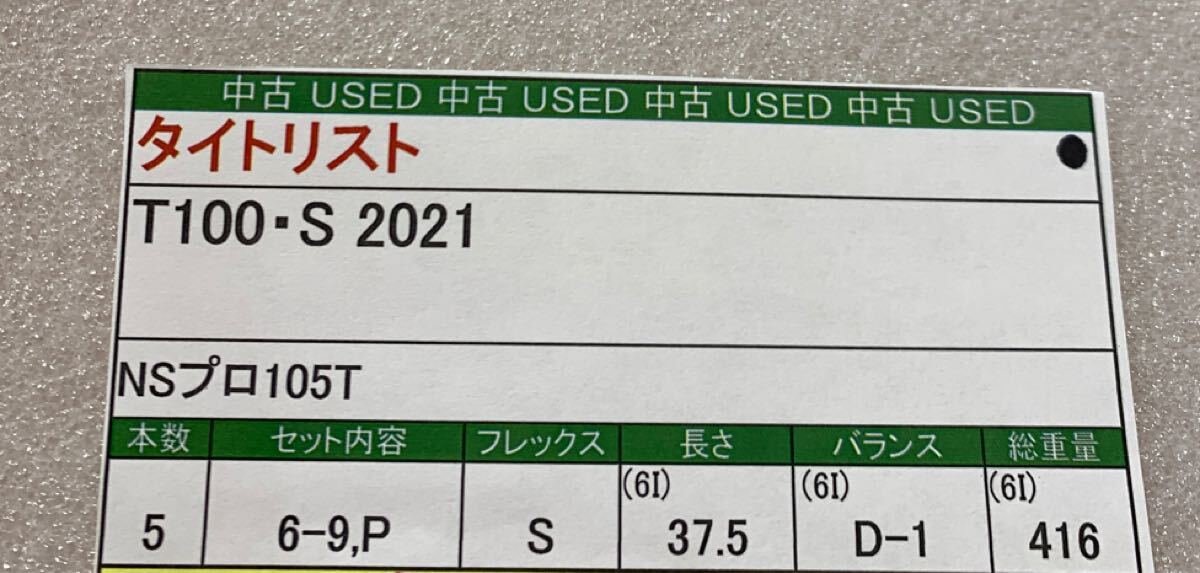 中古 USED 中古 USED 中古 USED 中古 USED
タイトリスト
T100・S 2021
NSプロ105T
本数 セット内容 フレックス 長さ バランス 総重量
(6I) (6I) (6I)
5 6-9,P S 37.5 D-1 416